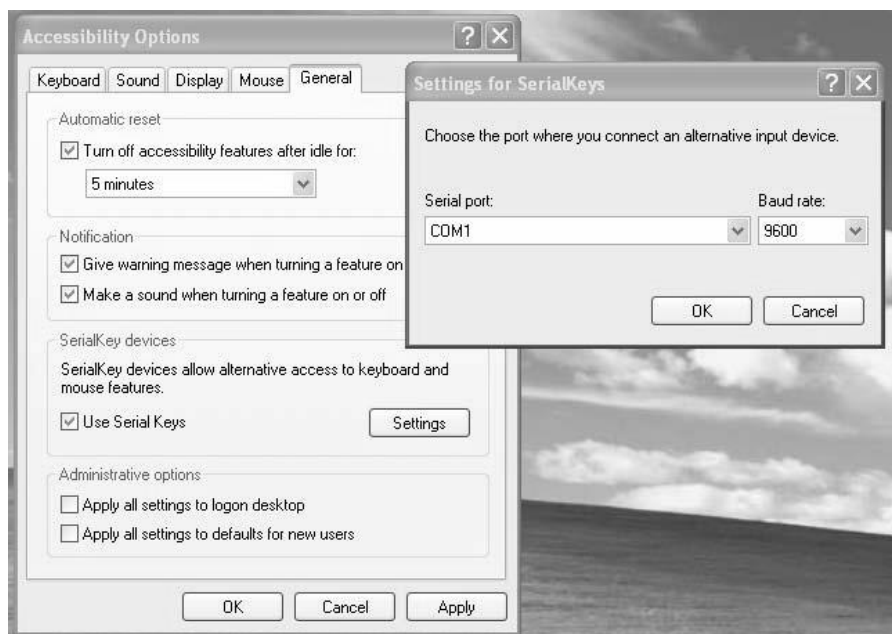 Accessibility Options
Keyboard Sound Display Mouse General
Automatic reset
Turn off accessibility features after idle for:
5 minutes
Notification
Give warning message when turning a feature on
Make a sound when turning a feature on or off
SerialKey devices
SerialKey devices allow alternative access to keyboard and
mouse features.
Use Serial Keys
Settings
Administrative options
Apply all settings to logon desktop
Apply all settings to defaults for new users
OK Cancel Apply
Settings for SerialKeys
Choose the port where you connect an alternative input device.
Serial port: Baud rate:
COM1 9600
OK Cancel